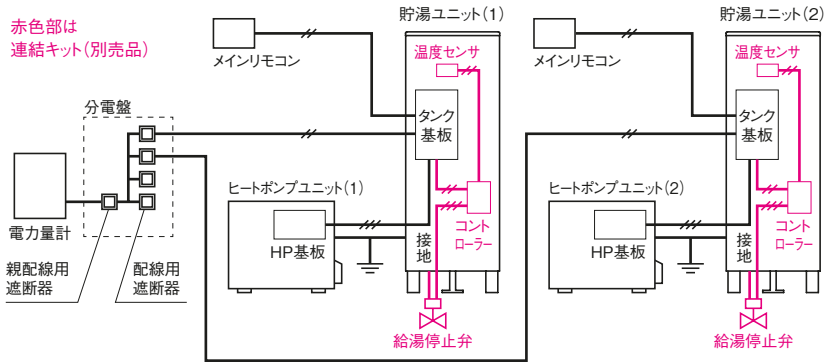 赤色部は
連結キット（別売品）
メインリモコン
貯湯ユニット（1）
温度センサ
タンク
基板
コント
ローラー
ヒートポンプユニット（1）
HP基板
接地
給湯停止弁
メインリモコン
貯湯ユニット（2）
温度センサ
タンク
基板
コント
ローラー
ヒートポンプユニット（2）
HP基板
接地
給湯停止弁
分電盤
電力量計
親配線用
遮断器
配線用
遮断器